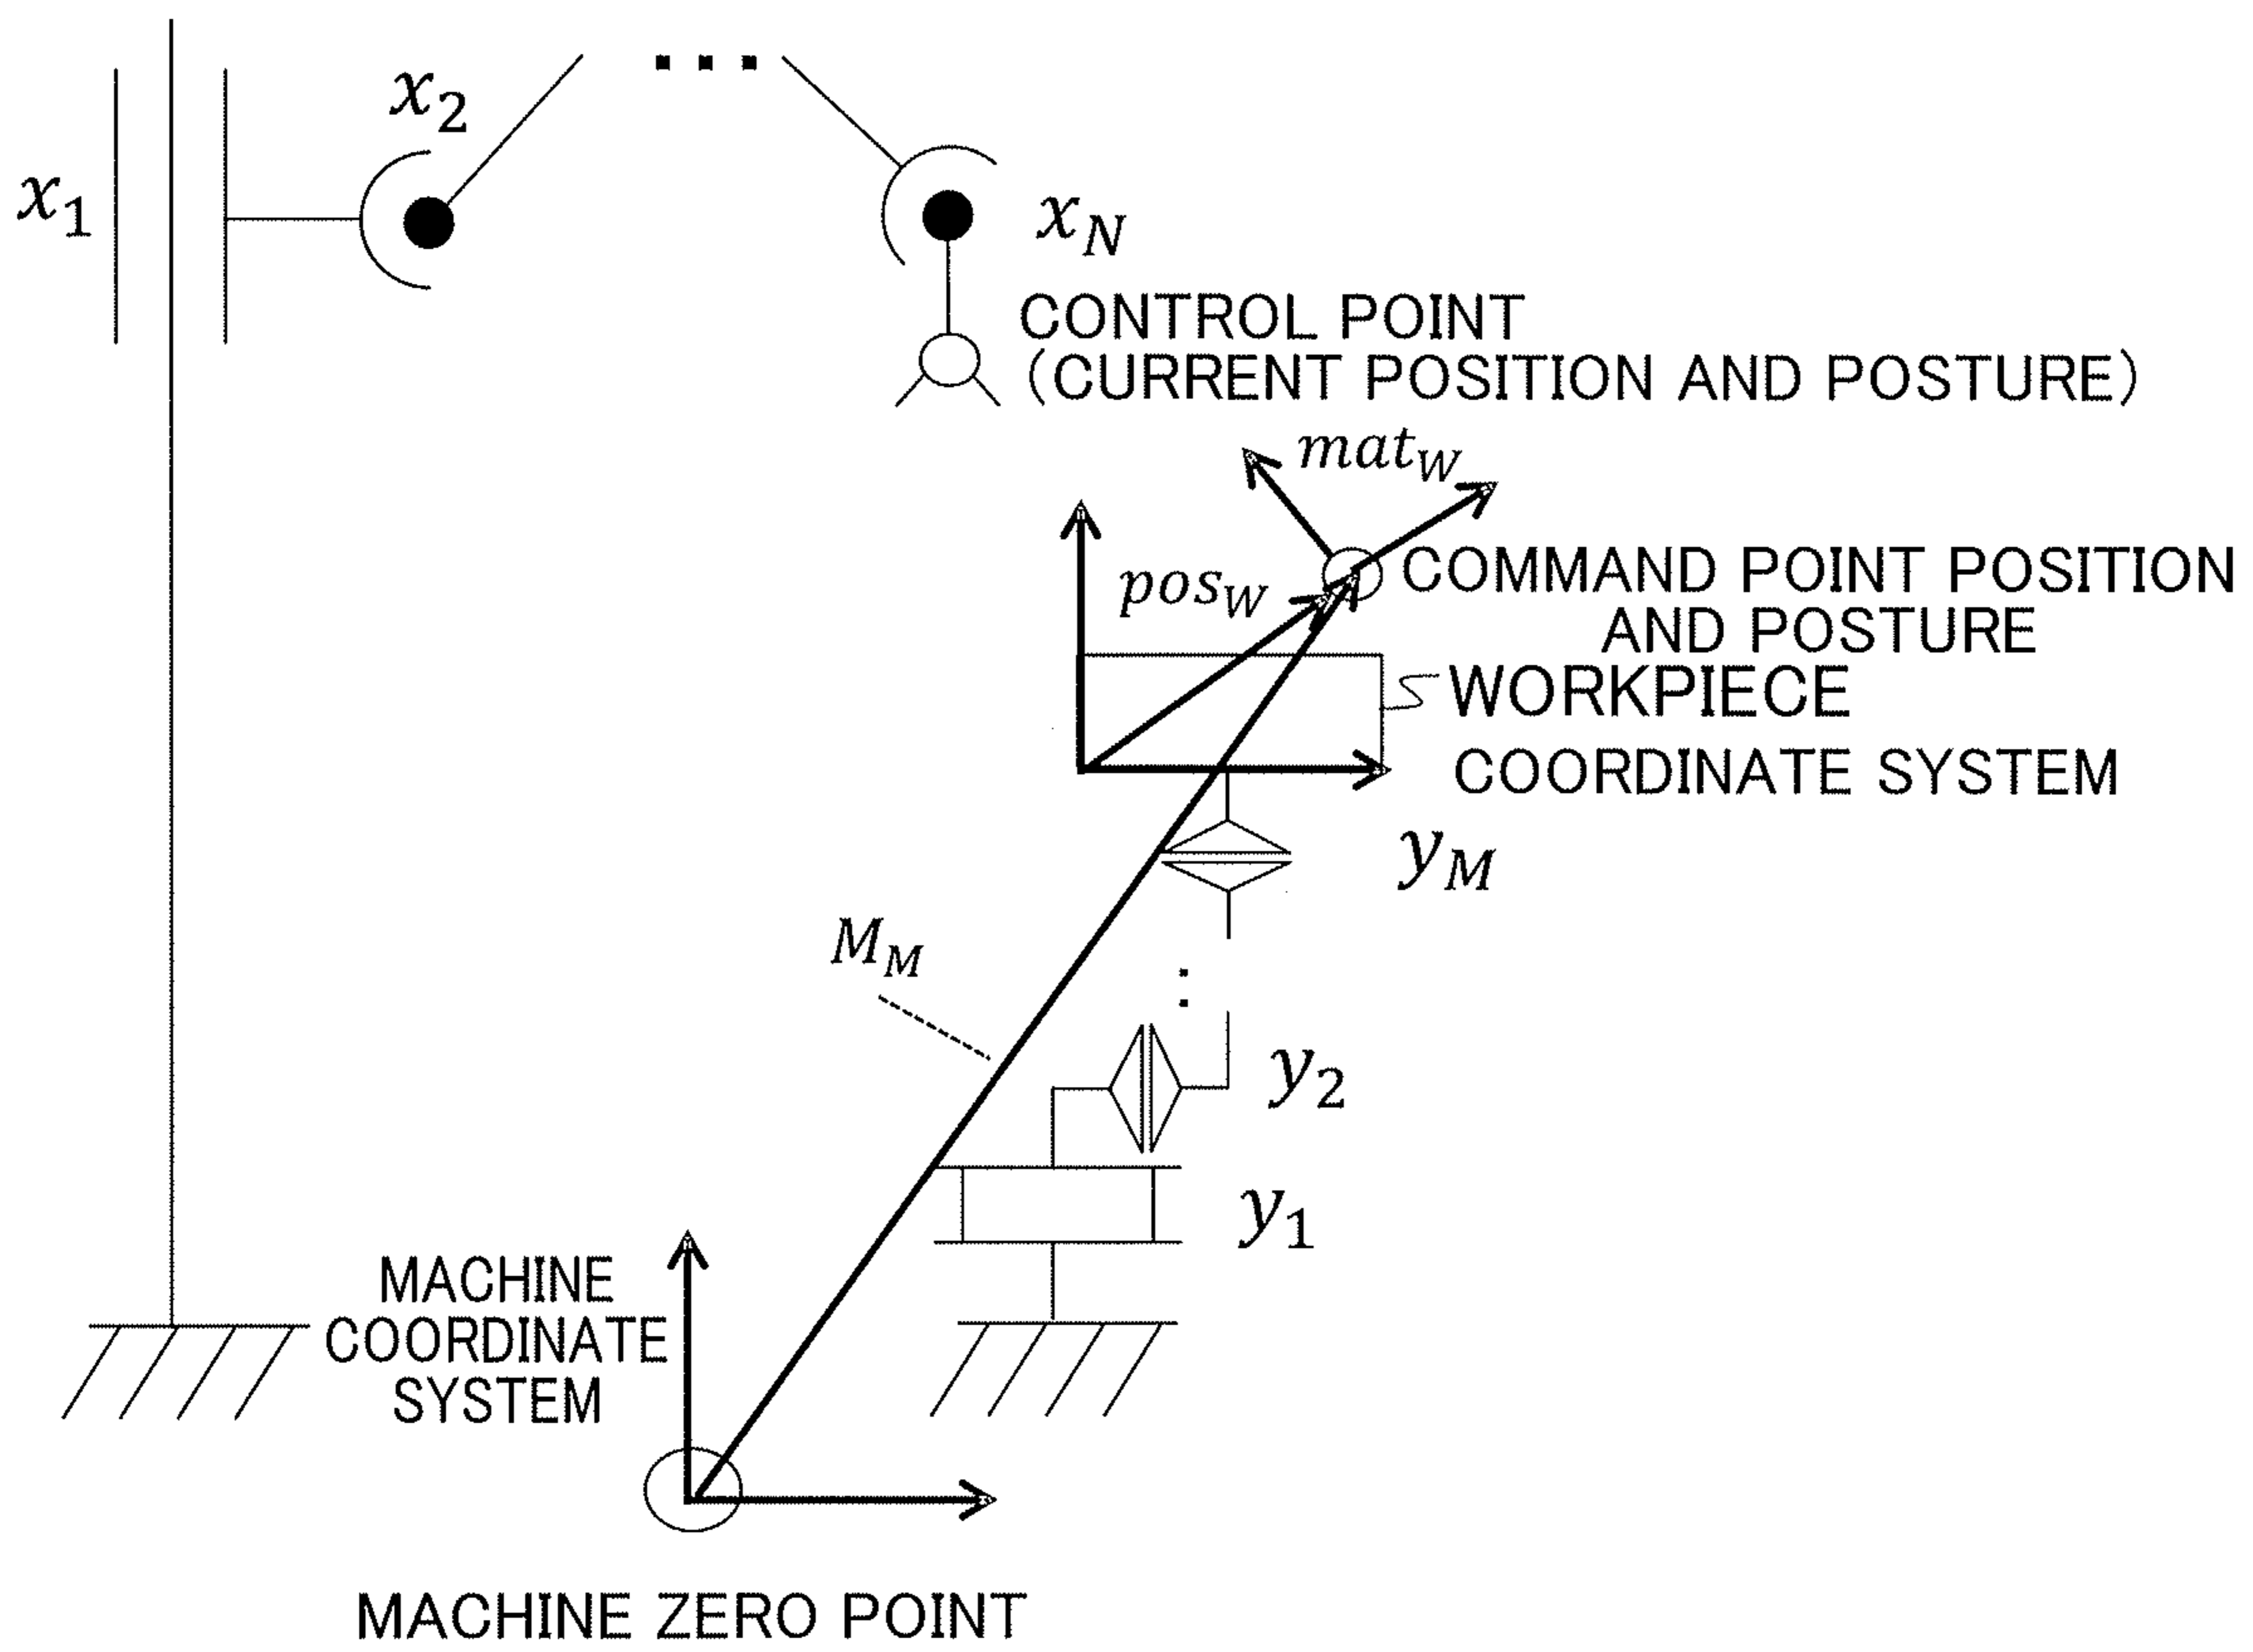 x2
x1
xN
CONTROL POINT
(CURRENT POSITION AND POSTURE)
matW
posW
COMMAND POINT POSITION
AND POSTURE
WORKPIECE
COORDINATE SYSTEM
yM
MM
y2
y1
MACHINE
COORDINATE
SYSTEM
MACHINE ZERO POINT